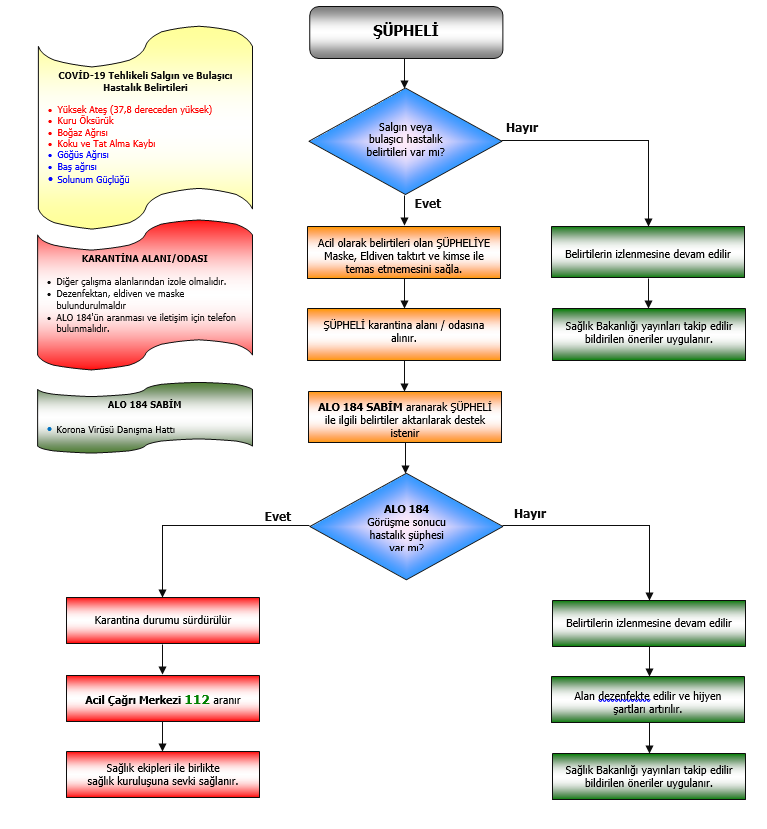 ŞÜPHELİ
COVİD-19 Tehlikeli Salgın ve Bulaşıcı
Hastalık Belirtileri
• Yüksek Ateş (37,8 dereceden yüksek)
• Kuru Öksürük
• Boğaz Ağrısı
• Koku ve Tat Alma Kaybı
• Göğüs Ağrısı
• Baş ağrısı
• Solunum Güçlüğü
KARANTİNA ALANI/ODASI
• Diğer çalışma alanlarından izole olmalıdır.
• Dezenfektan, eldiven ve maske
bulundurulmaldır
• ALO 184'ün aranması ve iletişim için telefon
bulunmalıdır.
ALO 184 SABİM
• Korona Virüsü Danışma Hattı
Salgın veya
bulaşıcı hastalık
belirtileri var mı?
Hayır
Evet
Acil olarak belirtileri olan ŞÜPHELİYE
Maske, Eldiven taktırt ve kimse ile
temas etmemesini sağla.
Belirtilerin izlenmesine devam edilir
ŞÜPHELİ karantina alanı / odasına
alınır.
Sağlık Bakanlığı yayınları takip edilir
bildirilen öneriler uygulanır.
ALO 184 SABİM aranarak ŞÜPHELİ
ile ilgili belirtiler aktarılarak destek
istenir
ALO 184
Görüşme sonucu
hastalık şüphesi
var mı?
Evet
Hayır
Karantina durumu sürdürülür
Acil Çağrı Merkezi 112 aranır
Sağlık ekipleri ile birlikte
sağlık kuruluşuna sevki sağlanır.
Belirtilerin izlenmesine devam edilir
Alan dezenfekte edilir ve hijyen
şartları artırılır.
Sağlık Bakanlığı yayınları takip edilir
bildirilen öneriler uygulanır.